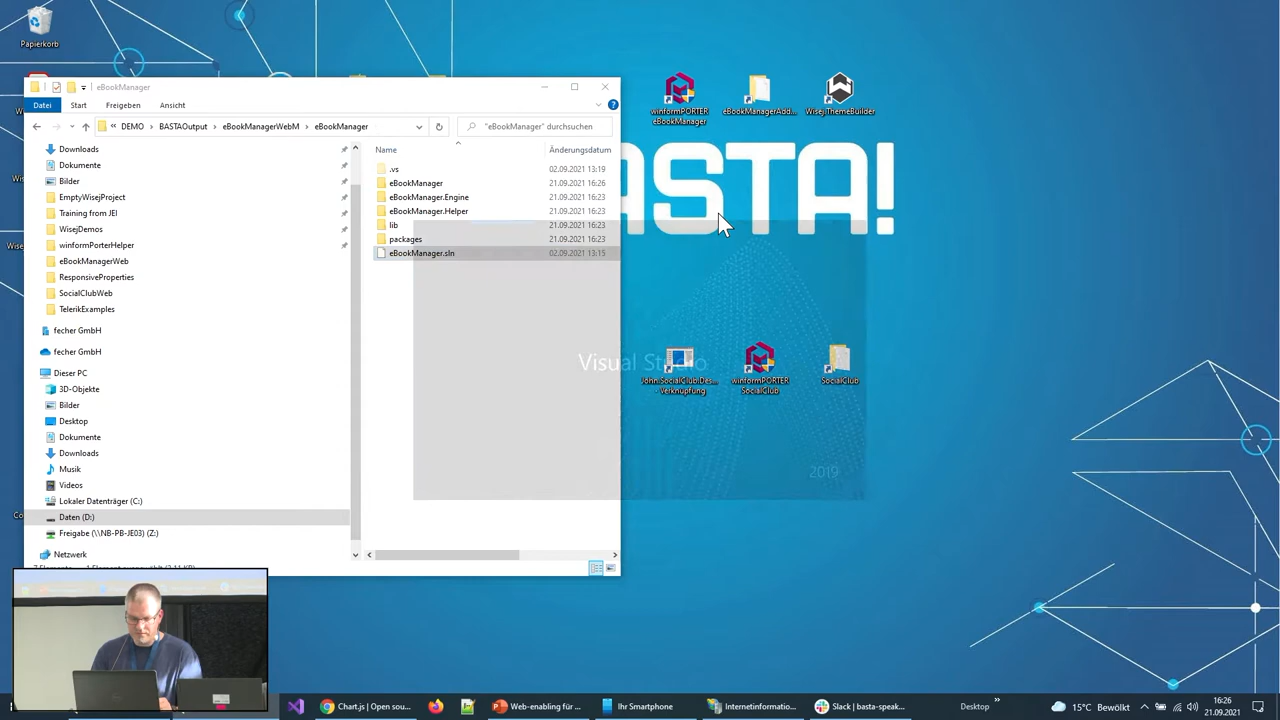 Papierkorb
eBookManager
Datei
Start
Freigeben
Ansicht
« DEMO › BASTAOutput › eBookManagerWebM › eBookManager
"eBookManager" durchsuchen
Downloads
Dokumente
Bilder
EmptyWisejProject
Training from JEI
WisejDemos
winformPorterHelper
eBookManagerWeb
ResponsiveProperties
SocialClubWeb
TelerikExamples
fecher GmbH
fecher GmbH
Dieser PC
3D-Objekte
Bilder
Desktop
Dokumente
Downloads
Musik
Videos
Lokaler Datenträger (C:)
Daten (D:)
Freigabe (\\NB-PB-JE03) (Z:)
Netzwerk
Name
Änderungsdatum
.vs 02.09.2021 13:19
eBookManager 21.09.2021 16:26
eBookManager.Engine 21.09.2021 16:23
eBookManager.Helper 21.09.2021 16:23
lib 21.09.2021 16:23
packages 21.09.2021 16:23
eBookManager.sln 02.09.2021 13:15
winformPORTER
eBookManager
eBookManagerAdd...
WisejThemeBuilder
ASTA!
Visual Studio
2019
John.SocialClub.Des...
- Verknüpfung
winformPORTER
SocialClub
SocialClub
Chart.js | Open sou...
Web-enabling für ...
Ihr Smartphone
Internetinformatio...
Slack | basta-speak...
Desktop
»
15°C Bewölkt
16:26
21.09.2021